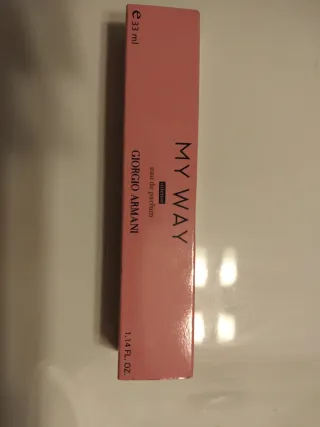 MY WAY
eau de parfum
GIORGIO ARMANI
e 33 ml
1,14 FL. OZ.